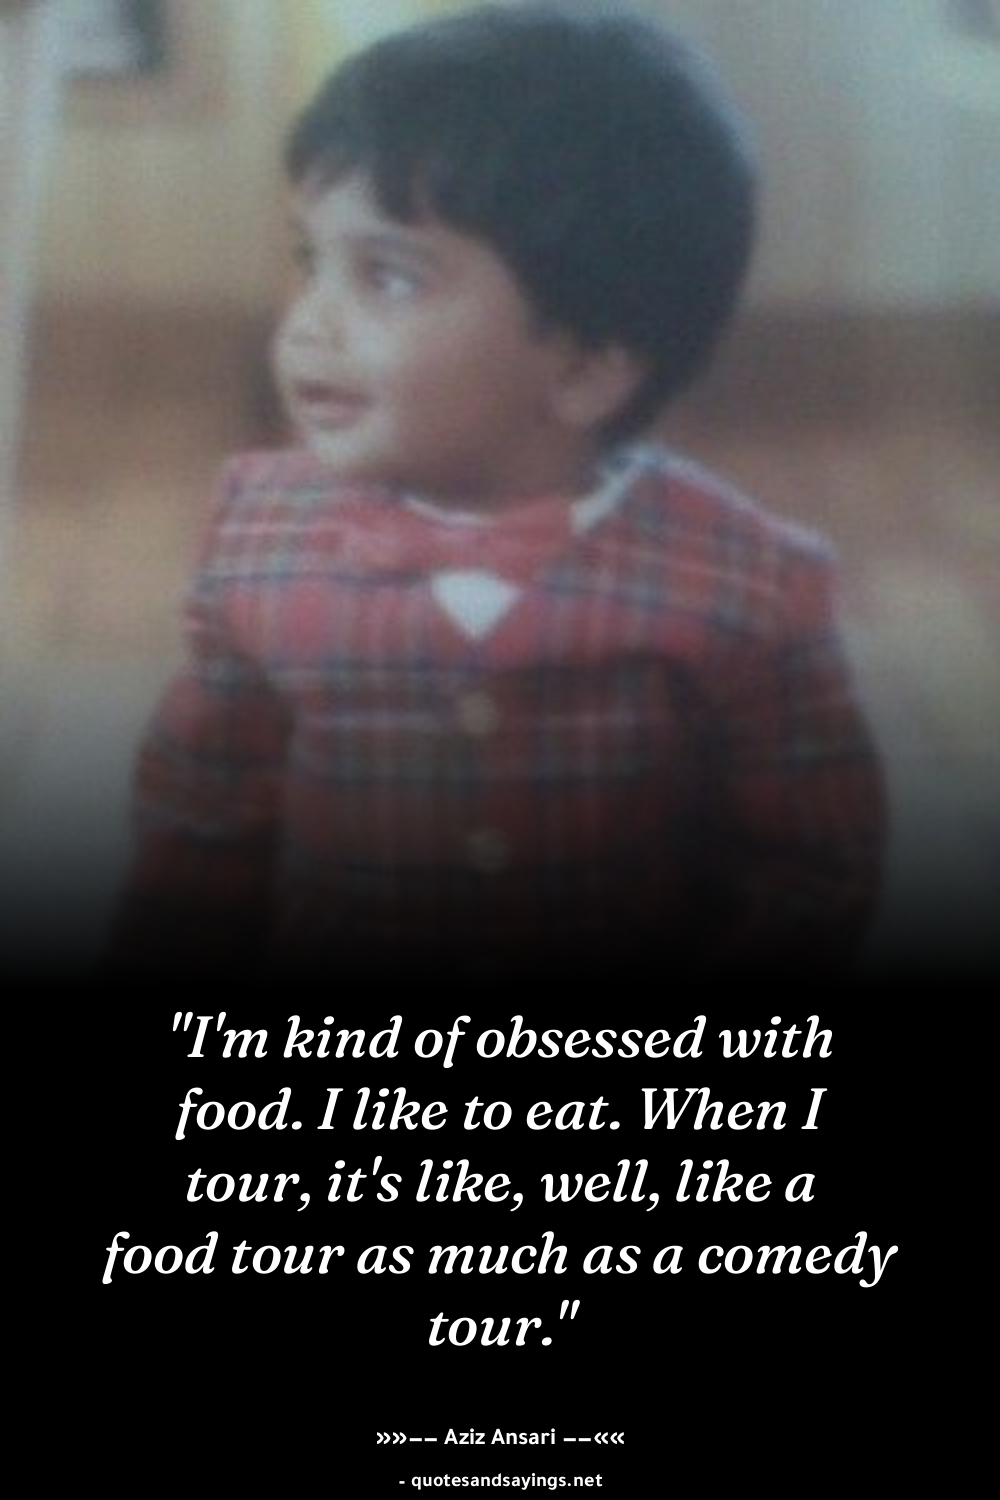 "I'm kind of obsessed with
food. I like to eat. When I
tour, it's like, well, like a
food tour as much as a comedy
tour."
»»–– Aziz Ansari ––««
- quotesandsayings.net